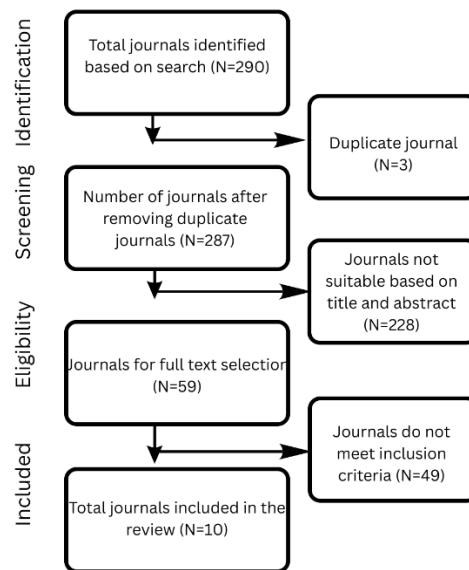 Identification
Total journals identified
based on search (N=290)
Duplicate journal
(N=3)
Screening
Number of journals after
removing duplicate
journals (N=287)
Journals not
suitable based on
title and abstract
(N=228)
Eligibility
Journals for full text selection
(N=59)
Journals do not
meet inclusion
criteria (N=49)
Included
Total journals included in the
review (N=10)